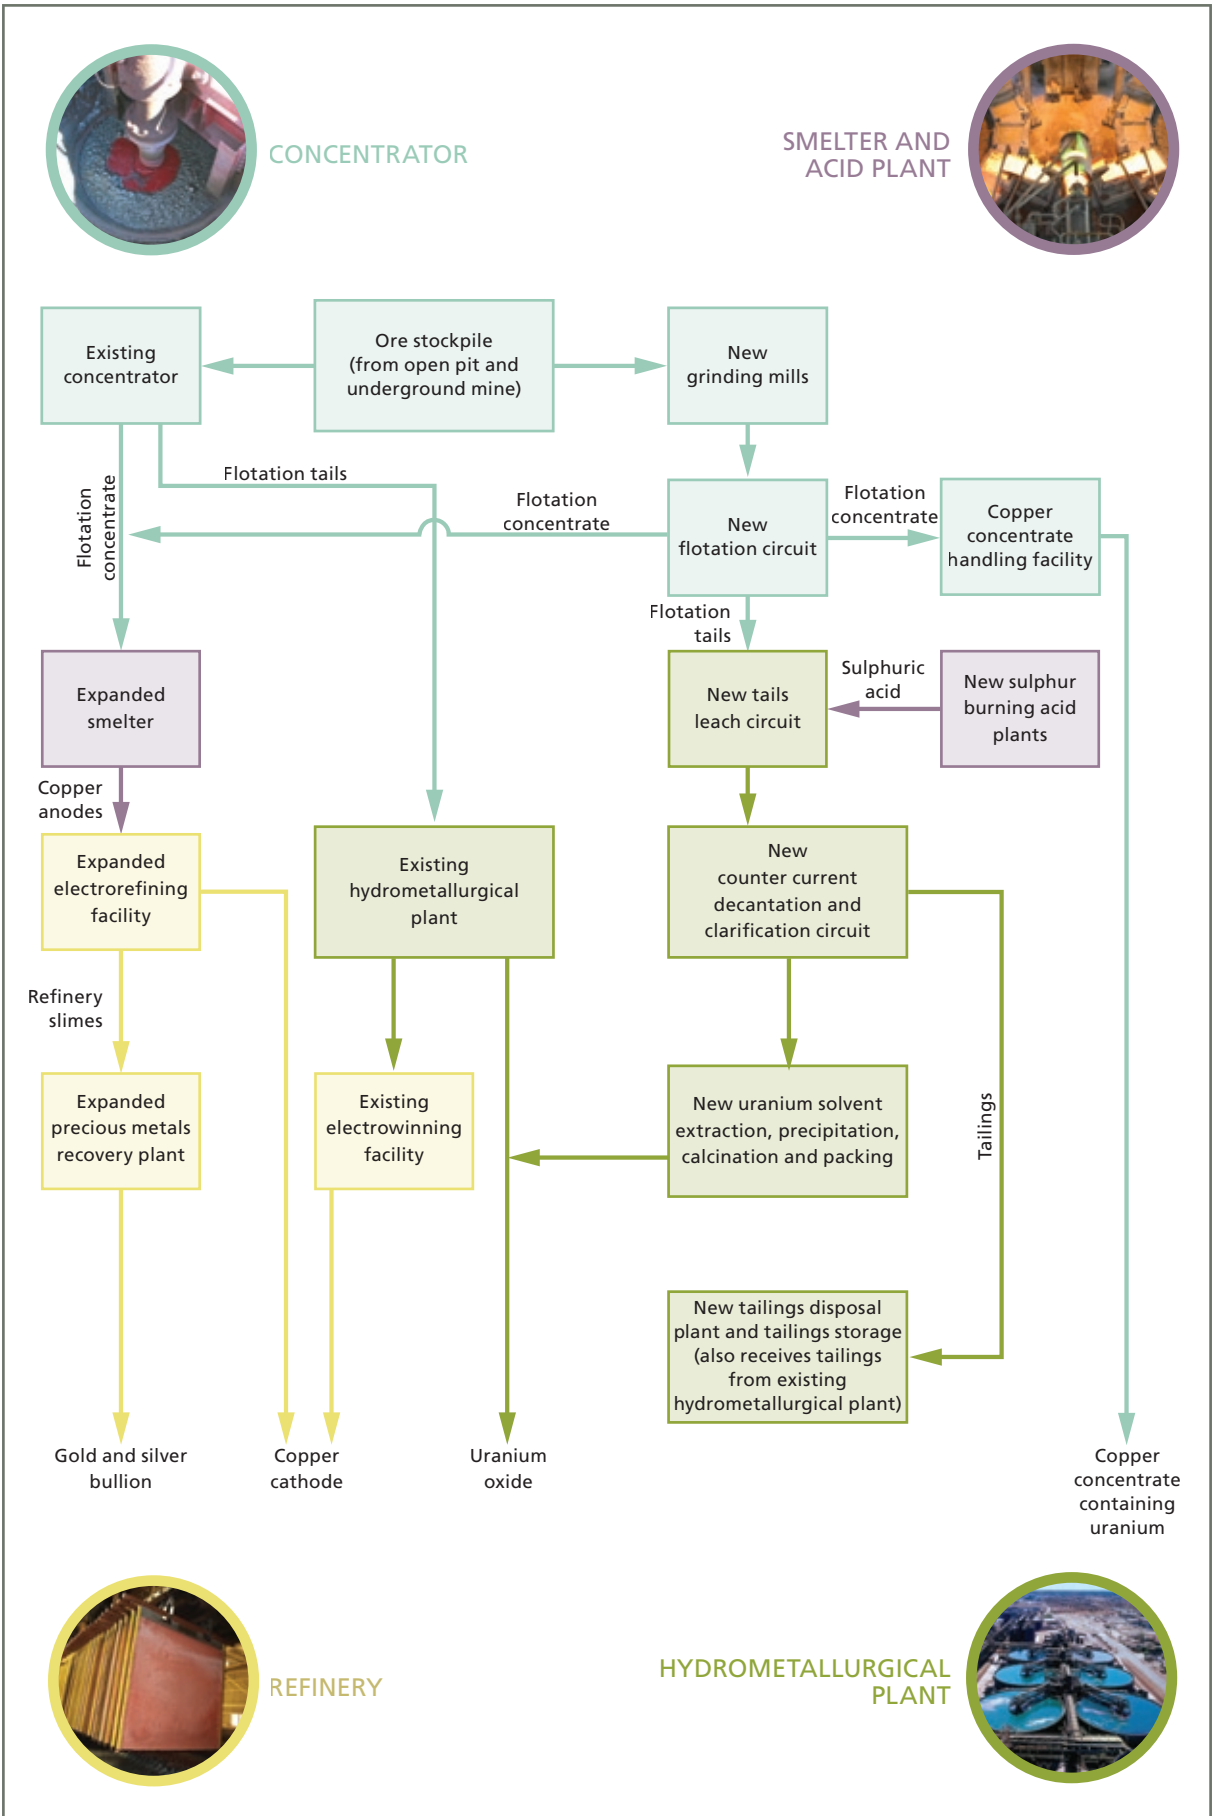 CONCENTRATOR
SMELTER AND
ACID PLANT
Existing
concentrator
Ore stockpile
(from open pit and
underground mine)
New
grinding mills
Flotation tails
Flotation
concentrate
Flotation
concentrate
New
flotation circuit
Flotation
concentrate
Copper
concentrate
handling facility
Flotation
tails
Expanded
smelter
New tails
leach circuit
Sulphuric
acid
New sulphur
burning acid
plants
Copper
anodes
Expanded
electrorefining
facility
Existing
hydrometallurgical
plant
New
counter current
decantation and
clarification circuit
Refinery
slimes
Expanded
precious metals
recovery plant
Existing
electrowinning
facility
New uranium solvent
extraction, precipitation,
calcination and packing
Tailings
New tailings disposal
plant and tailings storage
(also receives tailings
from existing
hydrometallurgical plant)
Gold and silver
bullion
Copper
cathode
Uranium
oxide
Copper
concentrate
containing
uranium
REFINERY
HYDROMETALLURGICAL
PLANT